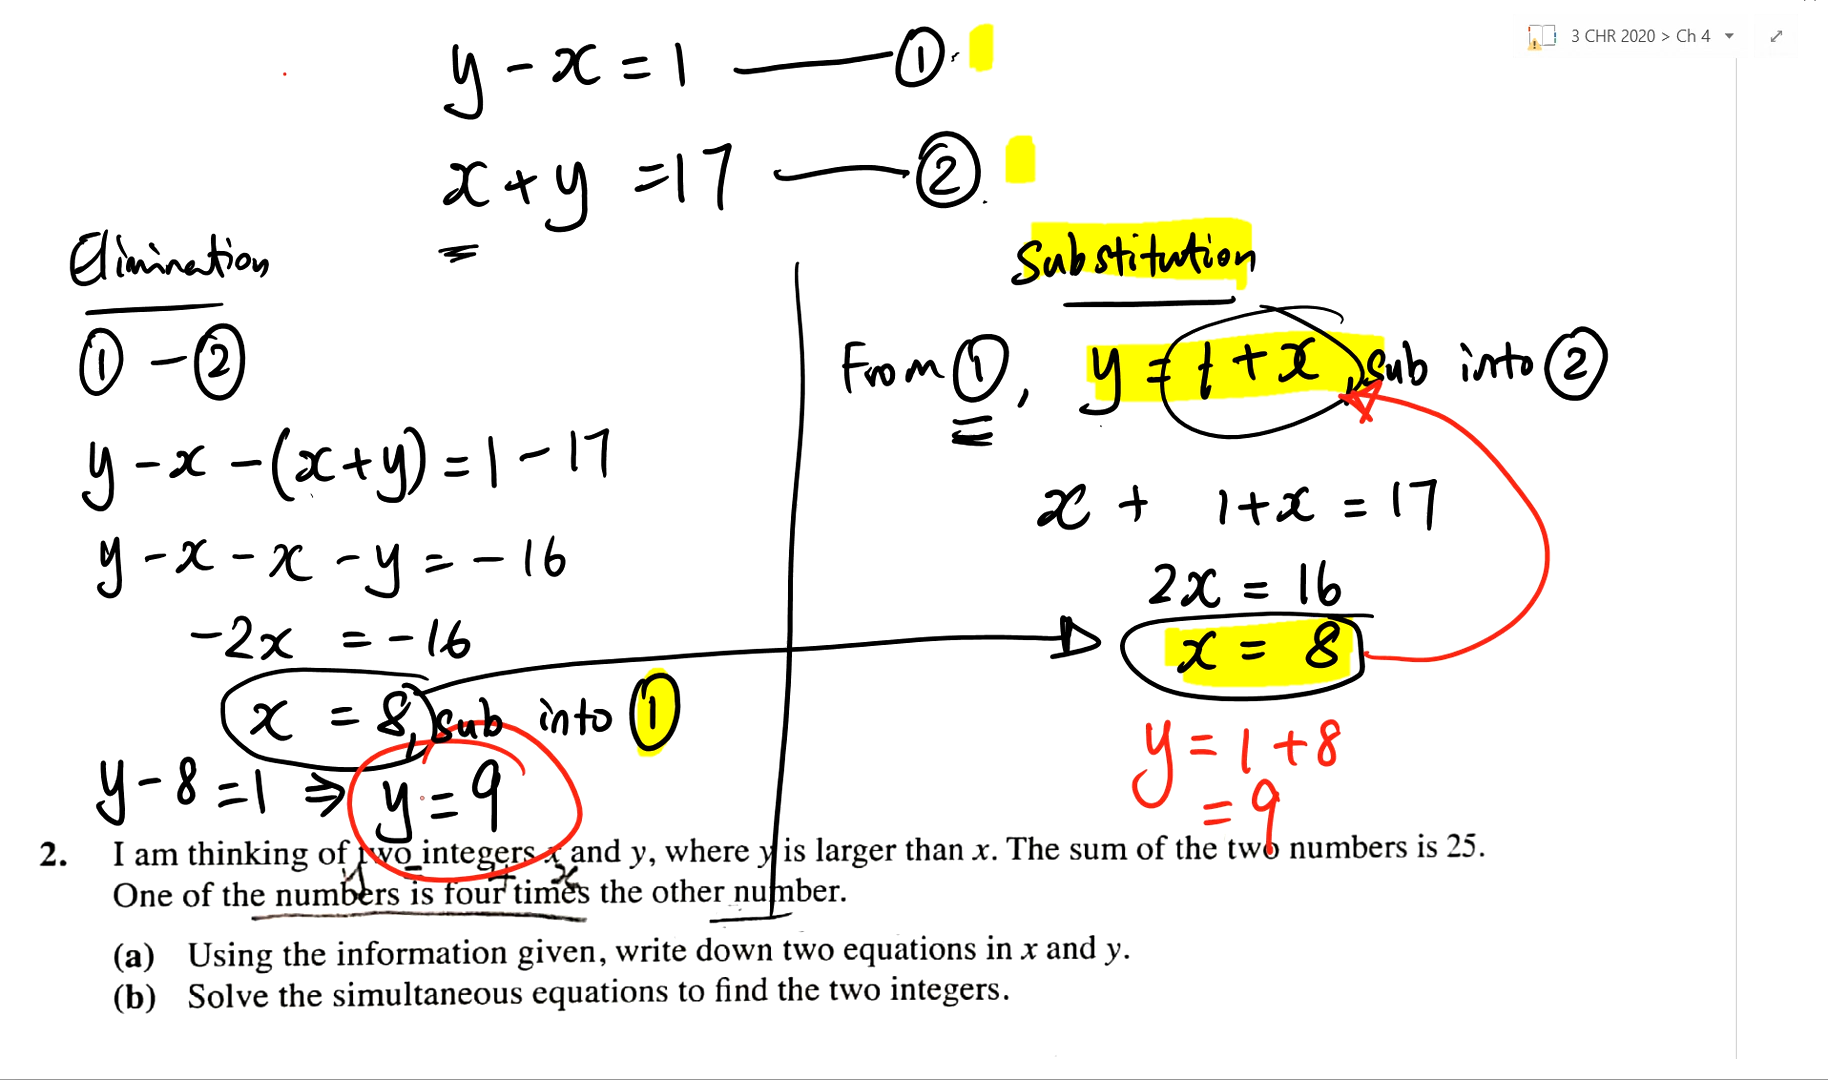 3 CHR 2020 > Ch 4
y - x = 1 —— ①
x + y = 17 —— ②
Elimination
① - ②
y - x - (x + y) = 1 - 17
y - x - x - y = - 16
-2x = -16
x = 8, sub into ①
y - 8 = 1 ⇒ y = 9
Substitution
From ①, y = 1 + x, sub into ②
x + 1 + x = 17
2x = 16
x = 8
y = 1 + 8
= 9
2. I am thinking of two integers x and y, where y is larger than x. The sum of the two numbers is 25.
y = 4 x
One of the numbers is four times the other number.
(a) Using the information given, write down two equations in x and y.
(b) Solve the simultaneous equations to find the two integers.